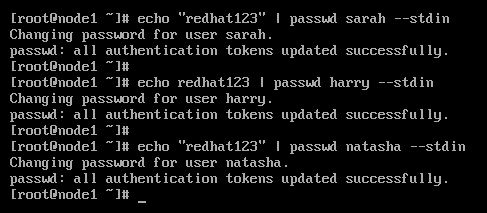 [root@node1 ~]# echo "redhat123" | passwd sarah --stdin
Changing password for user sarah.
passwd: all authentication tokens updated successfully.
[root@node1 ~]#
[root@node1 ~]# echo redhat123 | passwd harry --stdin
Changing password for user harry.
passwd: all authentication tokens updated successfully.
[root@node1 ~]#
[root@node1 ~]# echo "redhat123" | passwd natasha --stdin
Changing password for user natasha.
passwd: all authentication tokens updated successfully.
[root@node1 ~]# _